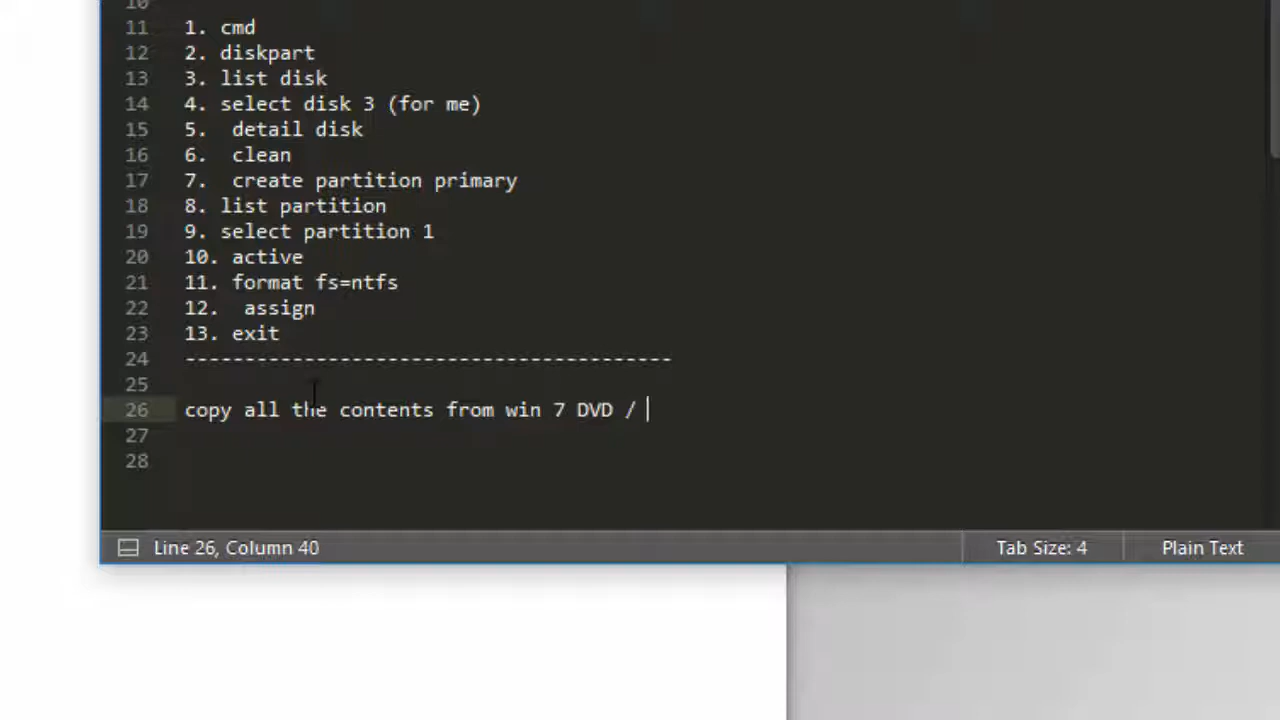 10
11 1. cmd
12 2. diskpart
13 3. list disk
14 4. select disk 3 (for me)
15 5.  detail disk
16 6.  clean
17 7.  create partition primary
18 8. list partition
19 9. select partition 1
20 10. active
21 11. format fs=ntfs
22 12.  assign
23 13. exit
24 -----------------------------------------
25
26 copy all the contents from win 7 DVD /
27
28
Line 26, Column 40 Tab Size: 4 Plain Text